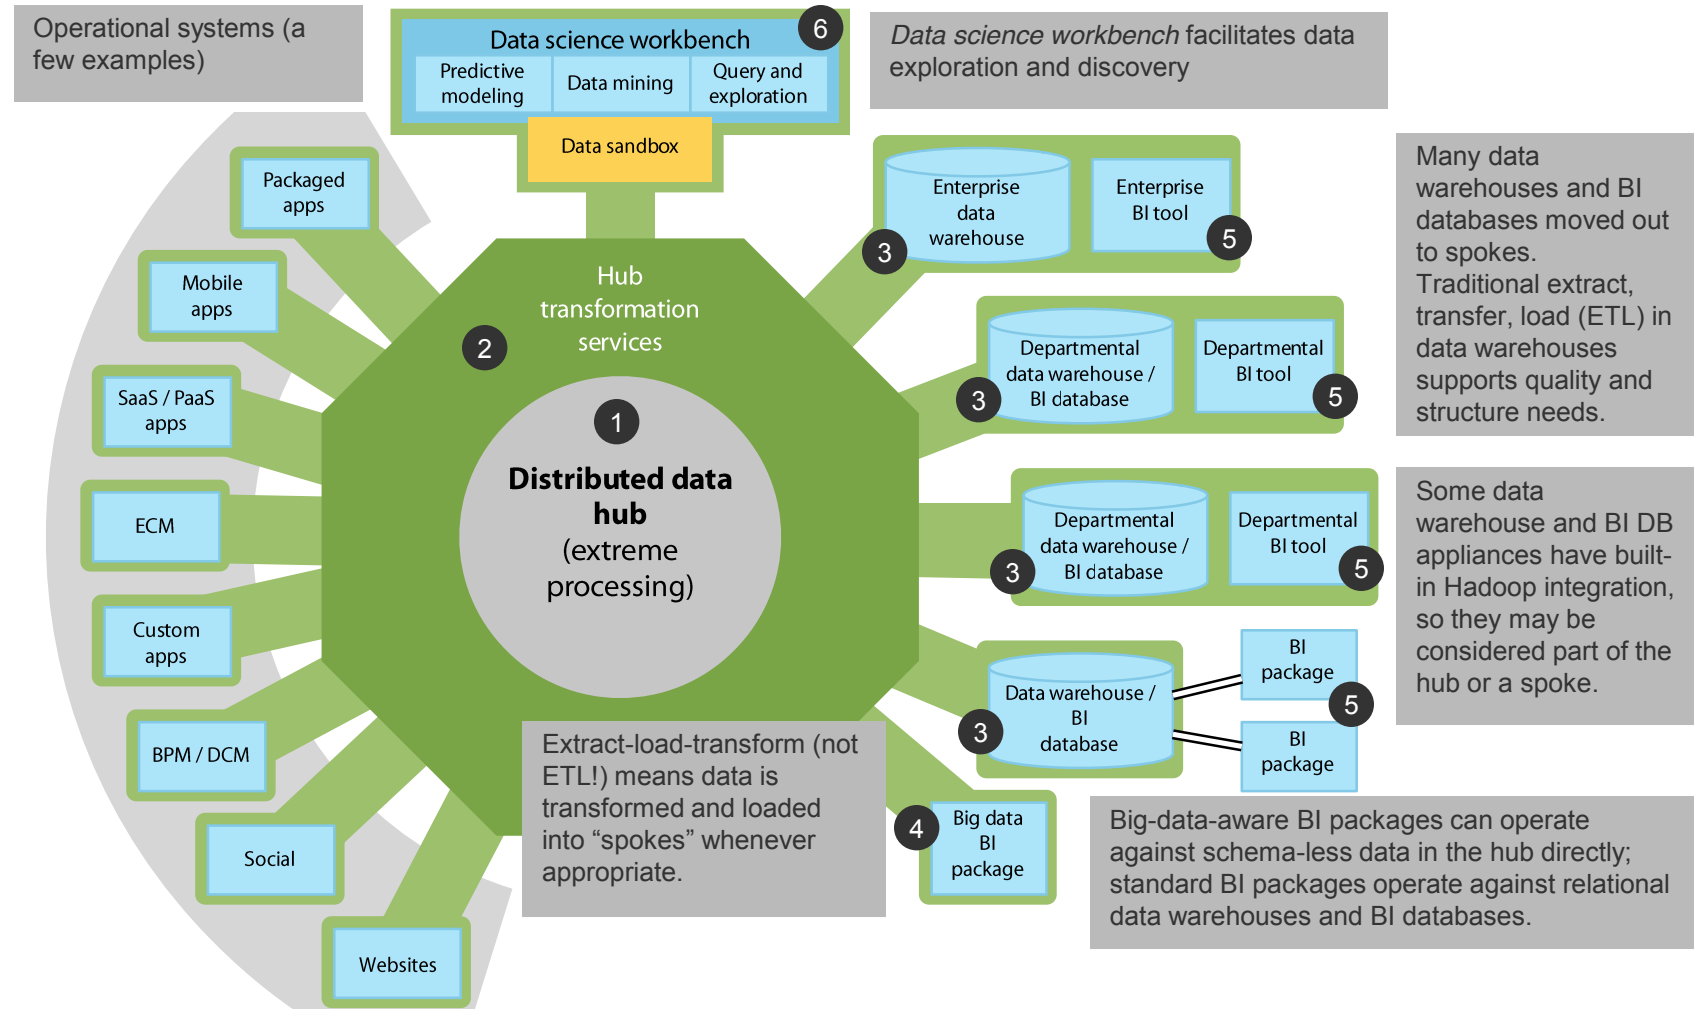 Operational systems (a
few examples)
6
Data science workbench
Predictive
modeling
Data mining
Query and
exploration
Data sandbox
Data science workbench facilitates data
exploration and discovery
Packaged
apps
Mobile
apps
SaaS / PaaS
apps
ECM
Custom
apps
BPM / DCM
Social
Websites
Hub
transformation
services
2
1
Distributed data
hub
(extreme
processing)
Extract-load-transform (not
ETL!) means data is
transformed and loaded
into “spokes” whenever
appropriate.
Enterprise
data
warehouse
3
Enterprise
BI tool
5
Departmental
data warehouse /
BI database
3
Departmental
BI tool
5
Departmental
data warehouse /
BI database
3
Departmental
BI tool
5
Data warehouse /
BI
database
3
BI
package
5
BI
package
4
Big data
BI
package
Many data
warehouses and BI
databases moved out
to spokes.
Traditional extract,
transfer, load (ETL) in
data warehouses
supports quality and
structure needs.
Some data
warehouse and BI DB
appliances have built-
in Hadoop integration,
so they may be
considered part of the
hub or a spoke.
Big-data-aware BI packages can operate
against schema-less data in the hub directly;
standard BI packages operate against relational
data warehouses and BI databases.